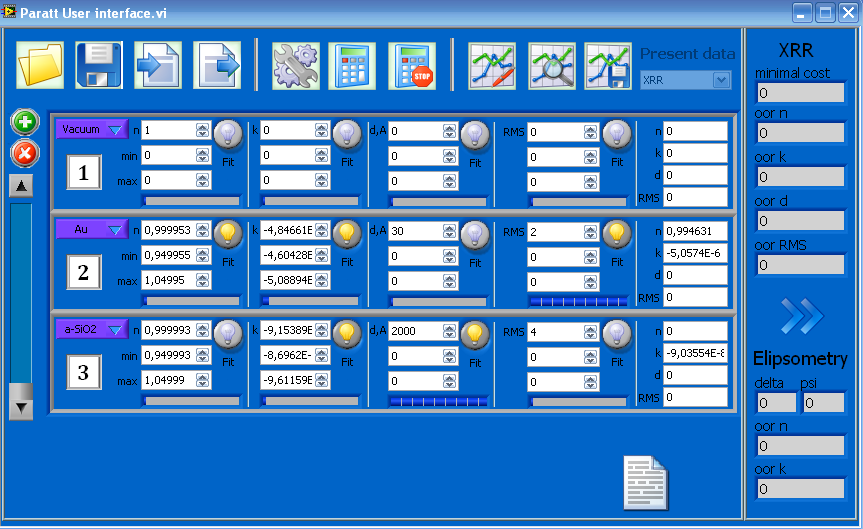 Paratt User interface.vi
STOP
Present data
XRR
XRR
minimal cost
0
oor n
0
oor k
0
oor d
0
oor RMS
0
Elipsometry
delta psi
0 0
oor n
0
oor k
0
Vacuum n 1 k 0 d,A 0 RMS 0 n 0
1 min 0 Fit 0 Fit 0 Fit 0 Fit k 0
max 0 0 0 0 d 0
RMS 0
Au n 0,999953 k -4,84661E d,A 30 RMS 2 n 0,994631
2 min 0,949955 Fit -4,60428E Fit 0 Fit 0 Fit k -5,0574E-6
max 1,04995 -5,08894E 0 0 d 0
RMS 0
a-SiO2 n 0,999993 k -9,15389E d,A 2000 RMS 4 n 0
3 min 0,949993 Fit -8,6962E- Fit 0 Fit 0 Fit k -9,03554E-8
max 1,04999 -9,61159E 0 0 d 0
RMS 0